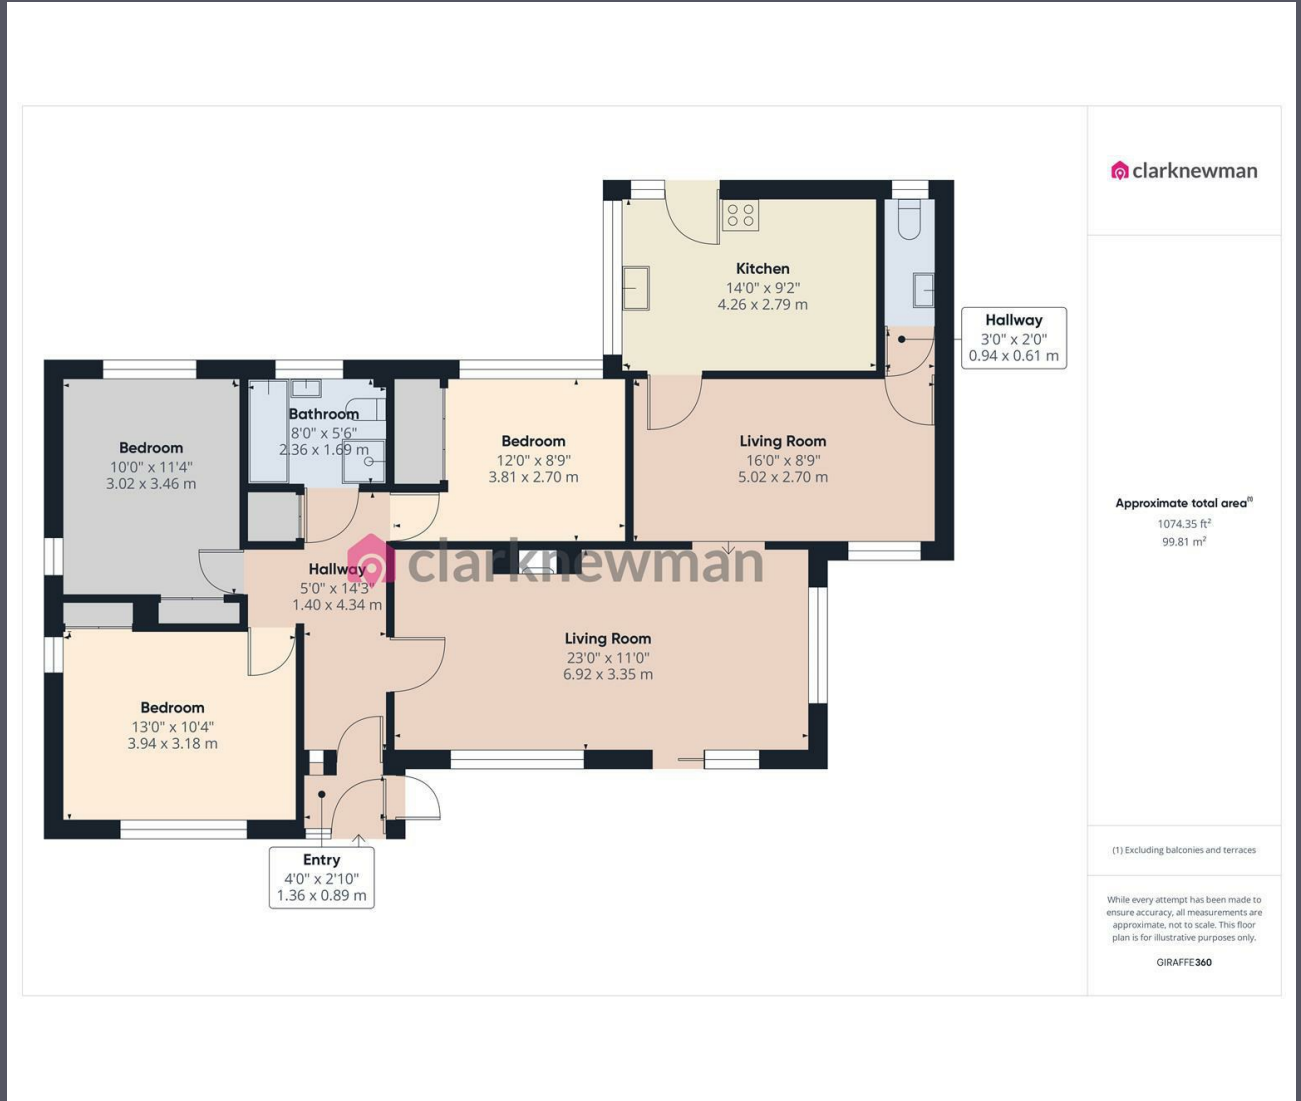 clarknewman
Kitchen
14'0" x 9'2"
4.26 x 2.79 m
Hallway
3'0" x 2'0"
0.94 x 0.61 m
Bedroom
10'0" x 11'4"
3.02 x 3.46 m
Bathroom
8'0" x 5'6"
2.36 x 1.69 m
Bedroom
12'0" x 8'9"
3.81 x 2.70 m
Living Room
16'0" x 8'9"
5.02 x 2.70 m
clarknewman
Hallway
5'0" x 14'3"
1.40 x 4.34 m
Living Room
23'0" x 11'0"
6.92 x 3.35 m
Bedroom
13'0" x 10'4"
3.94 x 3.18 m
Entry
4'0" x 2'10"
1.36 x 0.89 m
Approximate total area⁽¹⁾
1074.35 ft²
99.81 m²
(1) Excluding balconies and terraces
While every attempt has been made to
ensure accuracy, all measurements are
approximate, not to scale. This floor
plan is for illustrative purposes only.
GIRAFFE360